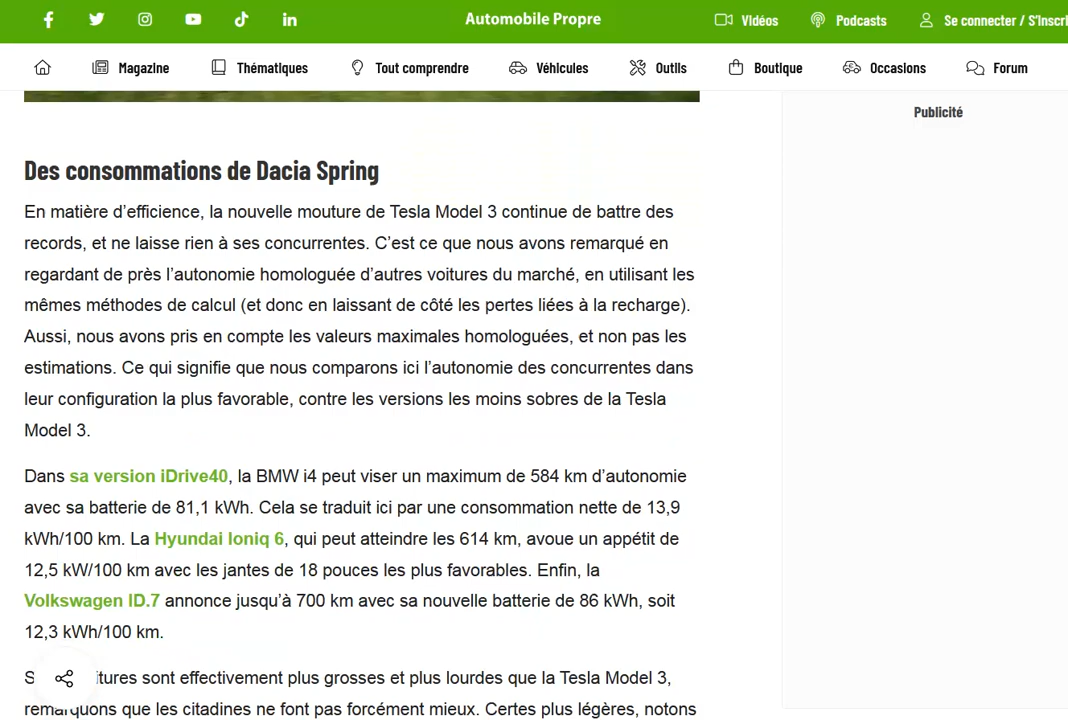 Automobile Propre
Vidéos
Podcasts
Se connecter / S'Inscri
Magazine
Thématiques
Tout comprendre
Véhicules
Outils
Boutique
Occasions
Forum
Publicité
Des consommations de Dacia Spring
En matière d’efficience, la nouvelle mouture de Tesla Model 3 continue de battre des
records, et ne laisse rien à ses concurrentes. C’est ce que nous avons remarqué en
regardant de près l’autonomie homologuée d’autres voitures du marché, en utilisant les
mêmes méthodes de calcul (et donc en laissant de côté les pertes liées à la recharge).
Aussi, nous avons pris en compte les valeurs maximales homologuées, et non pas les
estimations. Ce qui signifie que nous comparons ici l’autonomie des concurrentes dans
leur configuration la plus favorable, contre les versions les moins sobres de la Tesla
Model 3.
Dans sa version iDrive40, la BMW i4 peut viser un maximum de 584 km d’autonomie
avec sa batterie de 81,1 kWh. Cela se traduit ici par une consommation nette de 13,9
kWh/100 km. La Hyundai Ioniq 6, qui peut atteindre les 614 km, avoue un appétit de
12,5 kW/100 km avec les jantes de 18 pouces les plus favorables. Enfin, la
Volkswagen ID.7 annonce jusqu’à 700 km avec sa nouvelle batterie de 86 kWh, soit
12,3 kWh/100 km.
sont effectivement plus grosses et plus lourdes que la Tesla Model 3,
remarquons que les citadines ne font pas forcément mieux. Certes plus légères, notons